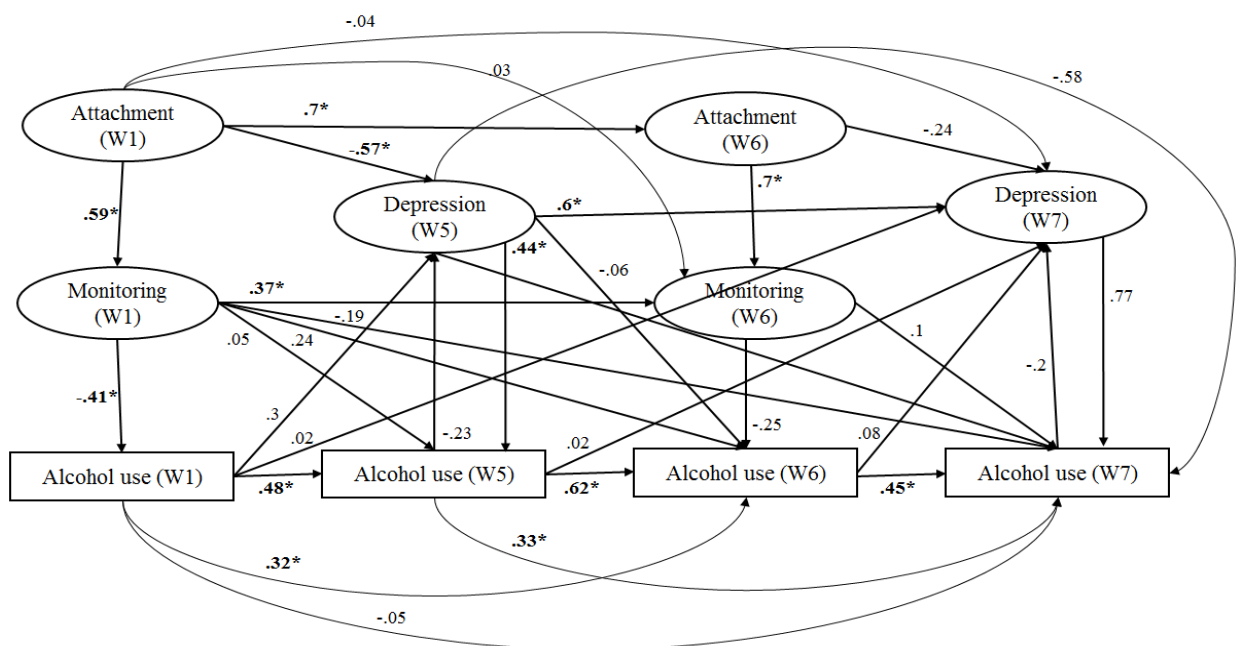 -.04
.03
-.58
Attachment
(W1)
.7*
Attachment
(W6)
-.24
-.57*
.7*
.59*
Depression
(W5)
.6*
Depression
(W7)
.44*
-.06
Monitoring
(W1)
.37*
Monitoring
(W6)
.77
-.19
.05
.24
.1
-.2
-.41*
.3
.02
-.23
.02
-.25
.08
Alcohol use (W1)
.48*
Alcohol use (W5)
.62*
Alcohol use (W6)
.45*
Alcohol use (W7)
.33*
.32*
-.05